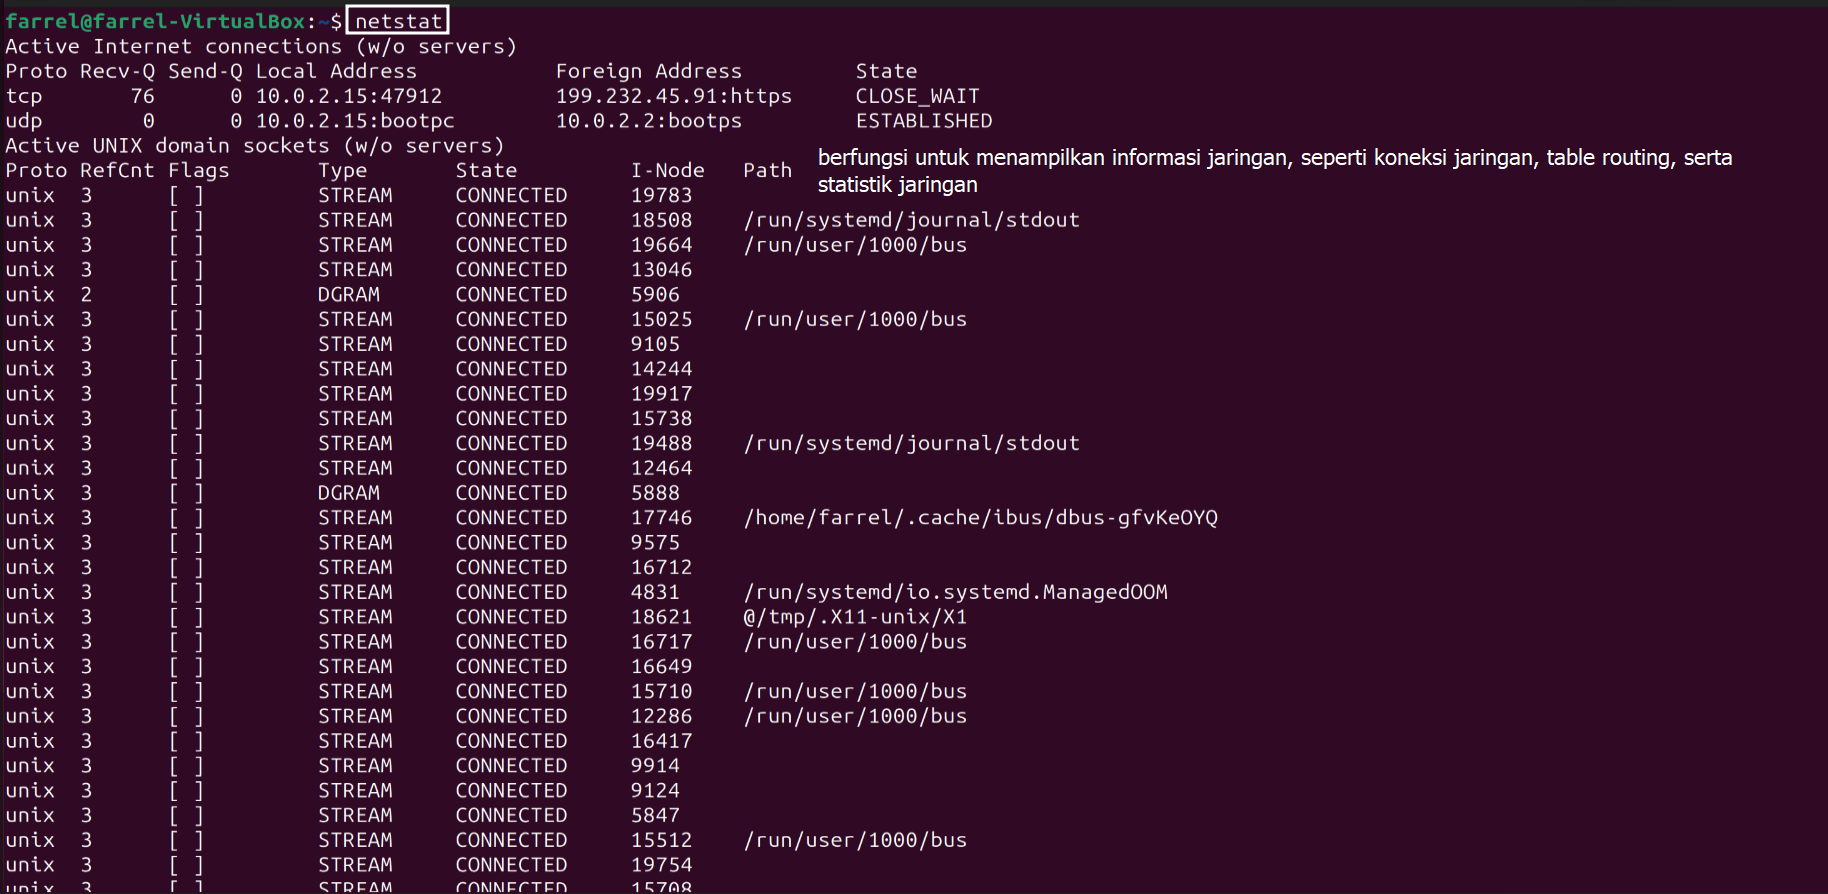 farrel@farrel-VirtualBox:~$ netstat
Active Internet connections (w/o servers)
Proto Recv-Q Send-Q Local Address           Foreign Address         State
tcp       76      0 10.0.2.15:47912         199.232.45.91:https     CLOSE_WAIT
udp        0      0 10.0.2.15:bootpc        10.0.2.2:bootps         ESTABLISHED
Active UNIX domain sockets (w/o servers)
berfungsi untuk menampilkan informasi jaringan, seperti koneksi jaringan, table routing, serta
statistik jaringan
Proto RefCnt Flags       Type       State         I-Node   Path
unix  3      [ ]         STREAM     CONNECTED     19783
unix  3      [ ]         STREAM     CONNECTED     18508    /run/systemd/journal/stdout
unix  3      [ ]         STREAM     CONNECTED     19664    /run/user/1000/bus
unix  3      [ ]         STREAM     CONNECTED     13046
unix  2      [ ]         DGRAM      CONNECTED     5906
unix  3      [ ]         STREAM     CONNECTED     15025    /run/user/1000/bus
unix  3      [ ]         STREAM     CONNECTED     9105
unix  3      [ ]         STREAM     CONNECTED     14244
unix  3      [ ]         STREAM     CONNECTED     19917
unix  3      [ ]         STREAM     CONNECTED     15738
unix  3      [ ]         STREAM     CONNECTED     19488    /run/systemd/journal/stdout
unix  3      [ ]         STREAM     CONNECTED     12464
unix  3      [ ]         DGRAM      CONNECTED     5888
unix  3      [ ]         STREAM     CONNECTED     17746    /home/farrel/.cache/ibus/dbus-gfvKeOYQ
unix  3      [ ]         STREAM     CONNECTED     9575
unix  3      [ ]         STREAM     CONNECTED     16712
unix  3      [ ]         STREAM     CONNECTED     4831     /run/systemd/io.systemd.ManagedOOM
unix  3      [ ]         STREAM     CONNECTED     18621    @/tmp/.X11-unix/X1
unix  3      [ ]         STREAM     CONNECTED     16717    /run/user/1000/bus
unix  3      [ ]         STREAM     CONNECTED     16649
unix  3      [ ]         STREAM     CONNECTED     15710    /run/user/1000/bus
unix  3      [ ]         STREAM     CONNECTED     12286    /run/user/1000/bus
unix  3      [ ]         STREAM     CONNECTED     16417
unix  3      [ ]         STREAM     CONNECTED     9914
unix  3      [ ]         STREAM     CONNECTED     9124
unix  3      [ ]         STREAM     CONNECTED     5847
unix  3      [ ]         STREAM     CONNECTED     15512    /run/user/1000/bus
unix  3      [ ]         STREAM     CONNECTED     19754
unix  3      [ ]         STREAM     CONNECTED     15708